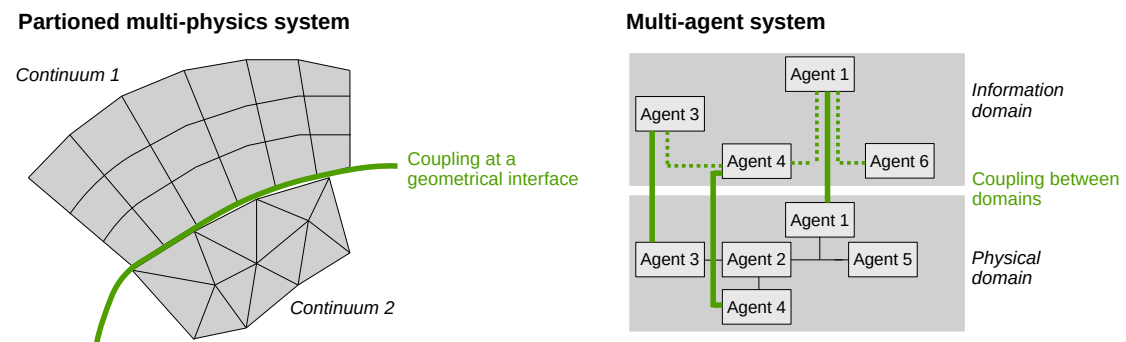 Partioned multi-physics system
Continuum 1
Coupling at a
geometrical interface
Continuum 2
Multi-agent system
Agent 1
Agent 3
Agent 4
Agent 6
Information
domain
Coupling between
domains
Agent 1
Agent 3
Agent 2
Agent 5
Agent 4
Physical
domain